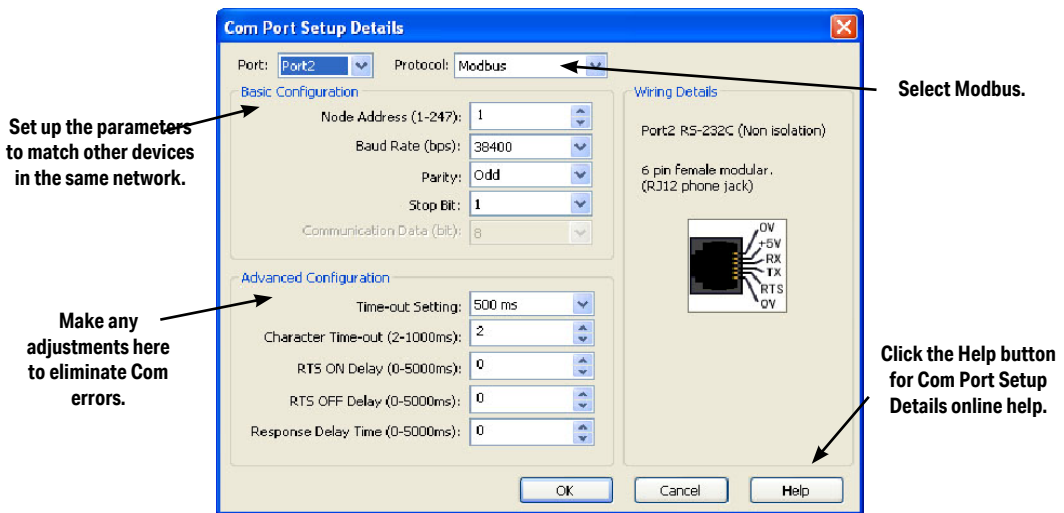 Com Port Setup Details
Port: Port2 Protocol: Modbus
Select Modbus.
Basic Configuration
Set up the parameters
to match other devices
in the same network.
Node Address (1-247): 1
Baud Rate (bps): 38400
Parity: Odd
Stop Bit: 1
Communication Data (bit): 8
Wiring Details
Port2 RS-232C (Non isolation)
6 pin female modular.
(RJ12 phone jack)
0V
+5V
RX
TX
RTS
0V
Advanced Configuration
Make any
adjustments here
to eliminate Com
errors.
Time-out Setting: 500 ms
Character Time-out (2-1000ms): 2
RTS ON Delay (0-5000ms): 0
RTS OFF Delay (0-5000ms): 0
Response Delay Time (0-5000ms): 0
Click the Help button
for Com Port Setup
Details online help.
OK Cancel Help